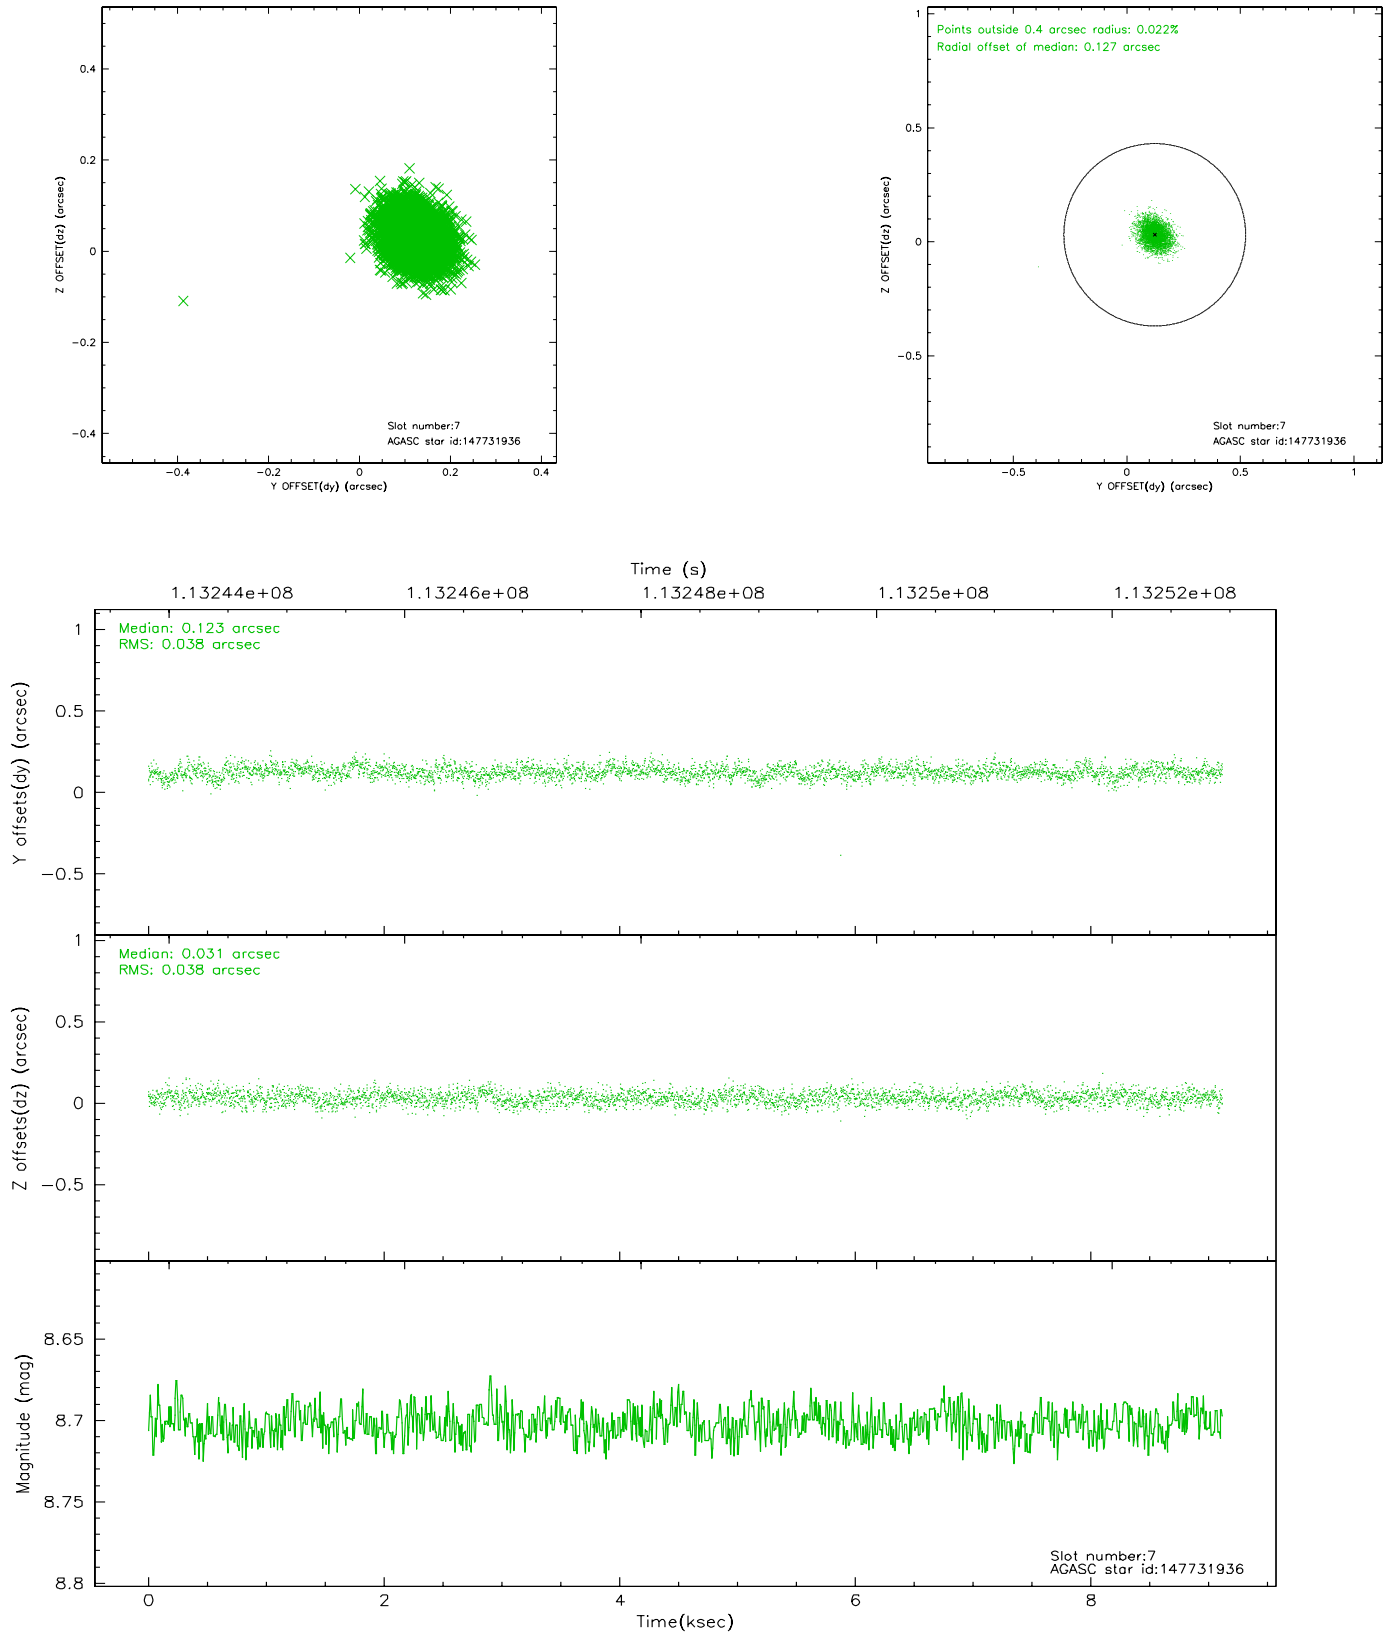 0.4
0.2
0
-0.2
-0.4
Z OFFSET(dz) (arcsec)
Slot number:7
AGASC star id:147731936
-0.4 -0.2 0 0.2 0.4
Y OFFSET(dy) (arcsec)
Points outside 0.4 arcsec radius: 0.022%
Radial offset of median: 0.127 arcsec
1
0.5
0
-0.5
Z OFFSET(dz) (arcsec)
Slot number:7
AGASC star id:147731936
-0.5 0 0.5 1
Y OFFSET(dy) (arcsec)
Time (s)
1.13244e+08 1.13246e+08 1.13248e+08 1.1325e+08 1.13252e+08
Median: 0.123 arcsec
RMS: 0.038 arcsec
1
0.5
0
-0.5
Y offsets(dy) (arcsec)
Median: 0.031 arcsec
RMS: 0.038 arcsec
1
0.5
0
-0.5
Z offsets(dz) (arcsec)
8.65
8.7
8.75
8.8
Magnitude (mag)
Slot number:7
AGASC star id:147731936
0 2 4 6 8
Time(ksec)